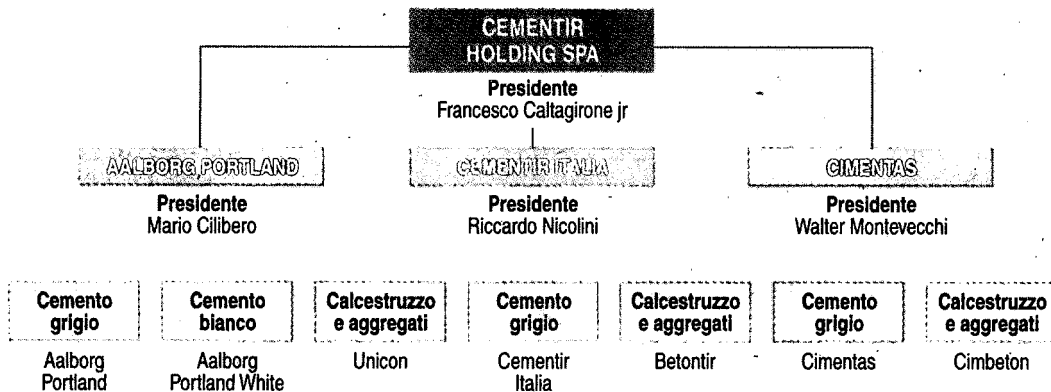 CEMENTIR
HOLDING SPA
Presidente
Francesco Caltagirone jr
AALBORG PORTLAND
CEMENTIR ITALIA
CIMENTAS
Presidente
Mario Cilibero
Presidente
Riccardo Nicolini
Presidente
Walter Montevecchi
Cemento
grigio
Cemento
bianco
Calcestruzzo
e aggregati
Cemento
grigio
Calcestruzzo
e aggregati
Cemento
grigio
Calcestruzzo
e aggregati
Aalborg
Portland
Aalborg
Portland White
Unicon
Cementir
Italia
Betontir
Cimentas
Cimbeton